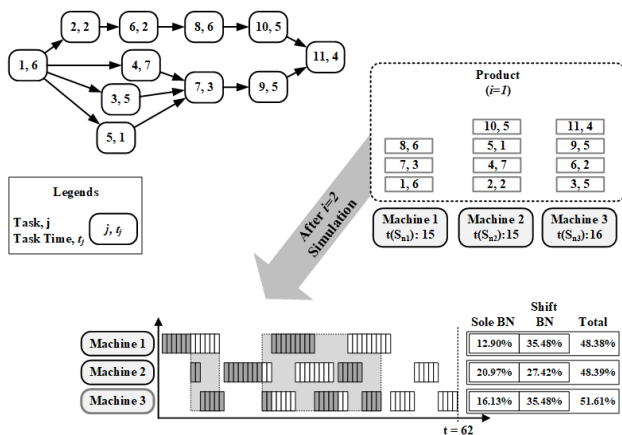 2, 2
6, 2
8, 6
10, 5
1, 6
4, 7
11, 4
3, 5
7, 3
9, 5
5, 1
Product
(i=1)
10, 5
11, 4
8, 6
5, 1
9, 5
7, 3
4, 7
6, 2
1, 6
2, 2
3, 5
Legends
Task, j
Task Time, tj
j, tj
Machine 1
t(Sn1): 15
Machine 2
t(Sn2):15
Machine 3
t(Sn3): 16
After i=2
Simulation
Sole BN
Shift
BN
Total
Machine 1
12.90%
35.48%
48.38%
Machine 2
20.97%
27.42%
48.39%
Machine 3
16.13%
35.48%
51.61%
t = 62